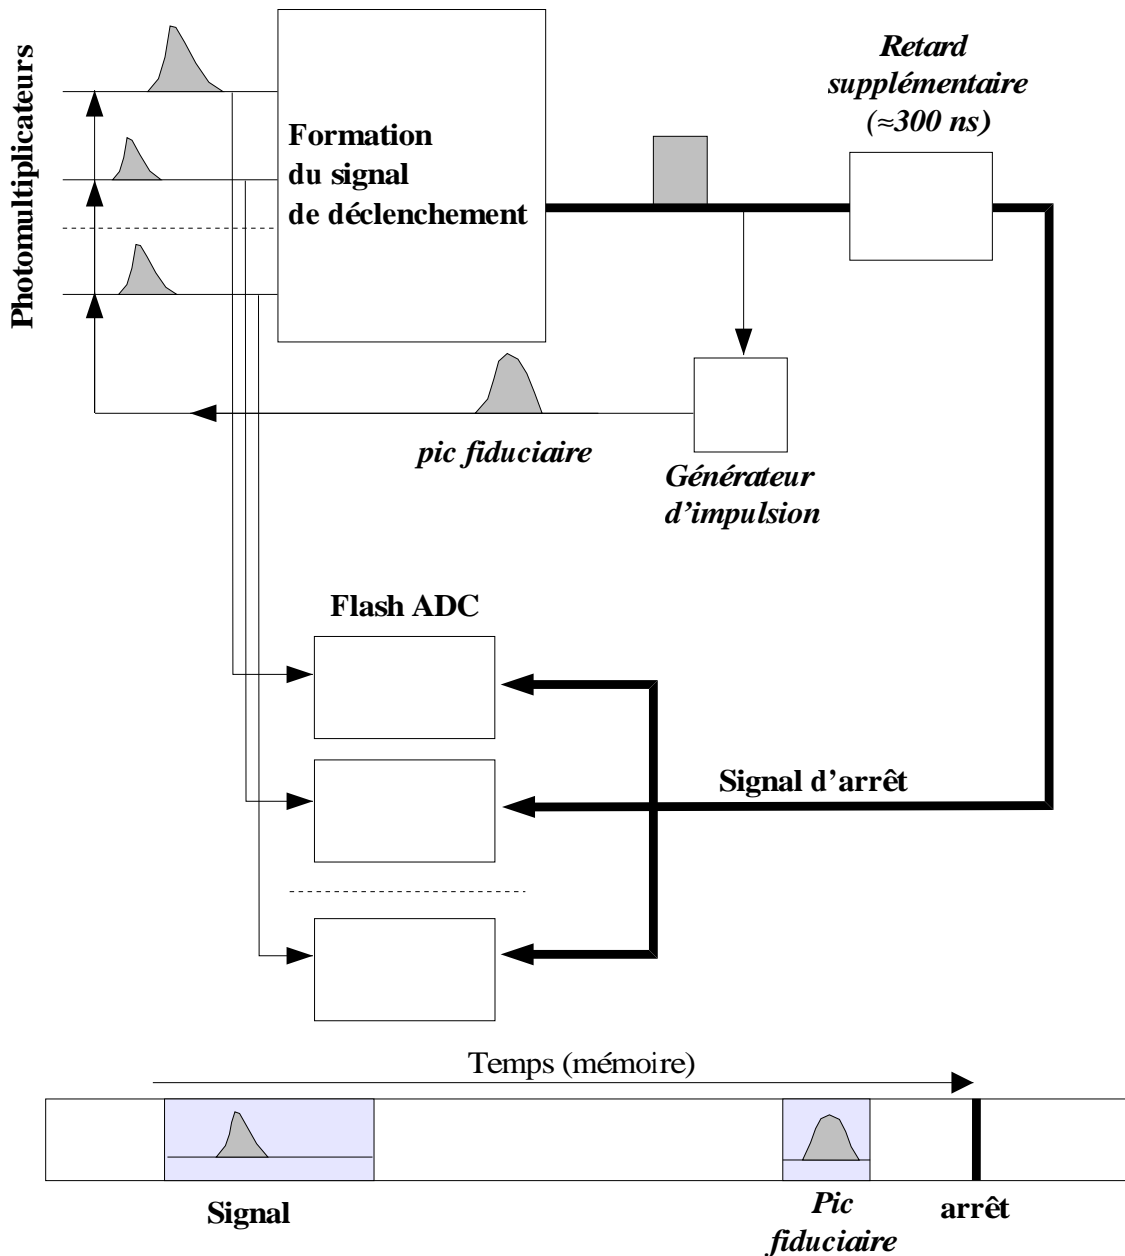 Photomultiplicateurs
Formation
du signal
de déclenchement
Retard
supplémentaire
(≈300 ns)
pic fiduciaire
Générateur
d’impulsion
Flash ADC
Signal d’arrêt
Temps (mémoire)
Signal
Pic
fiduciaire
arrêt